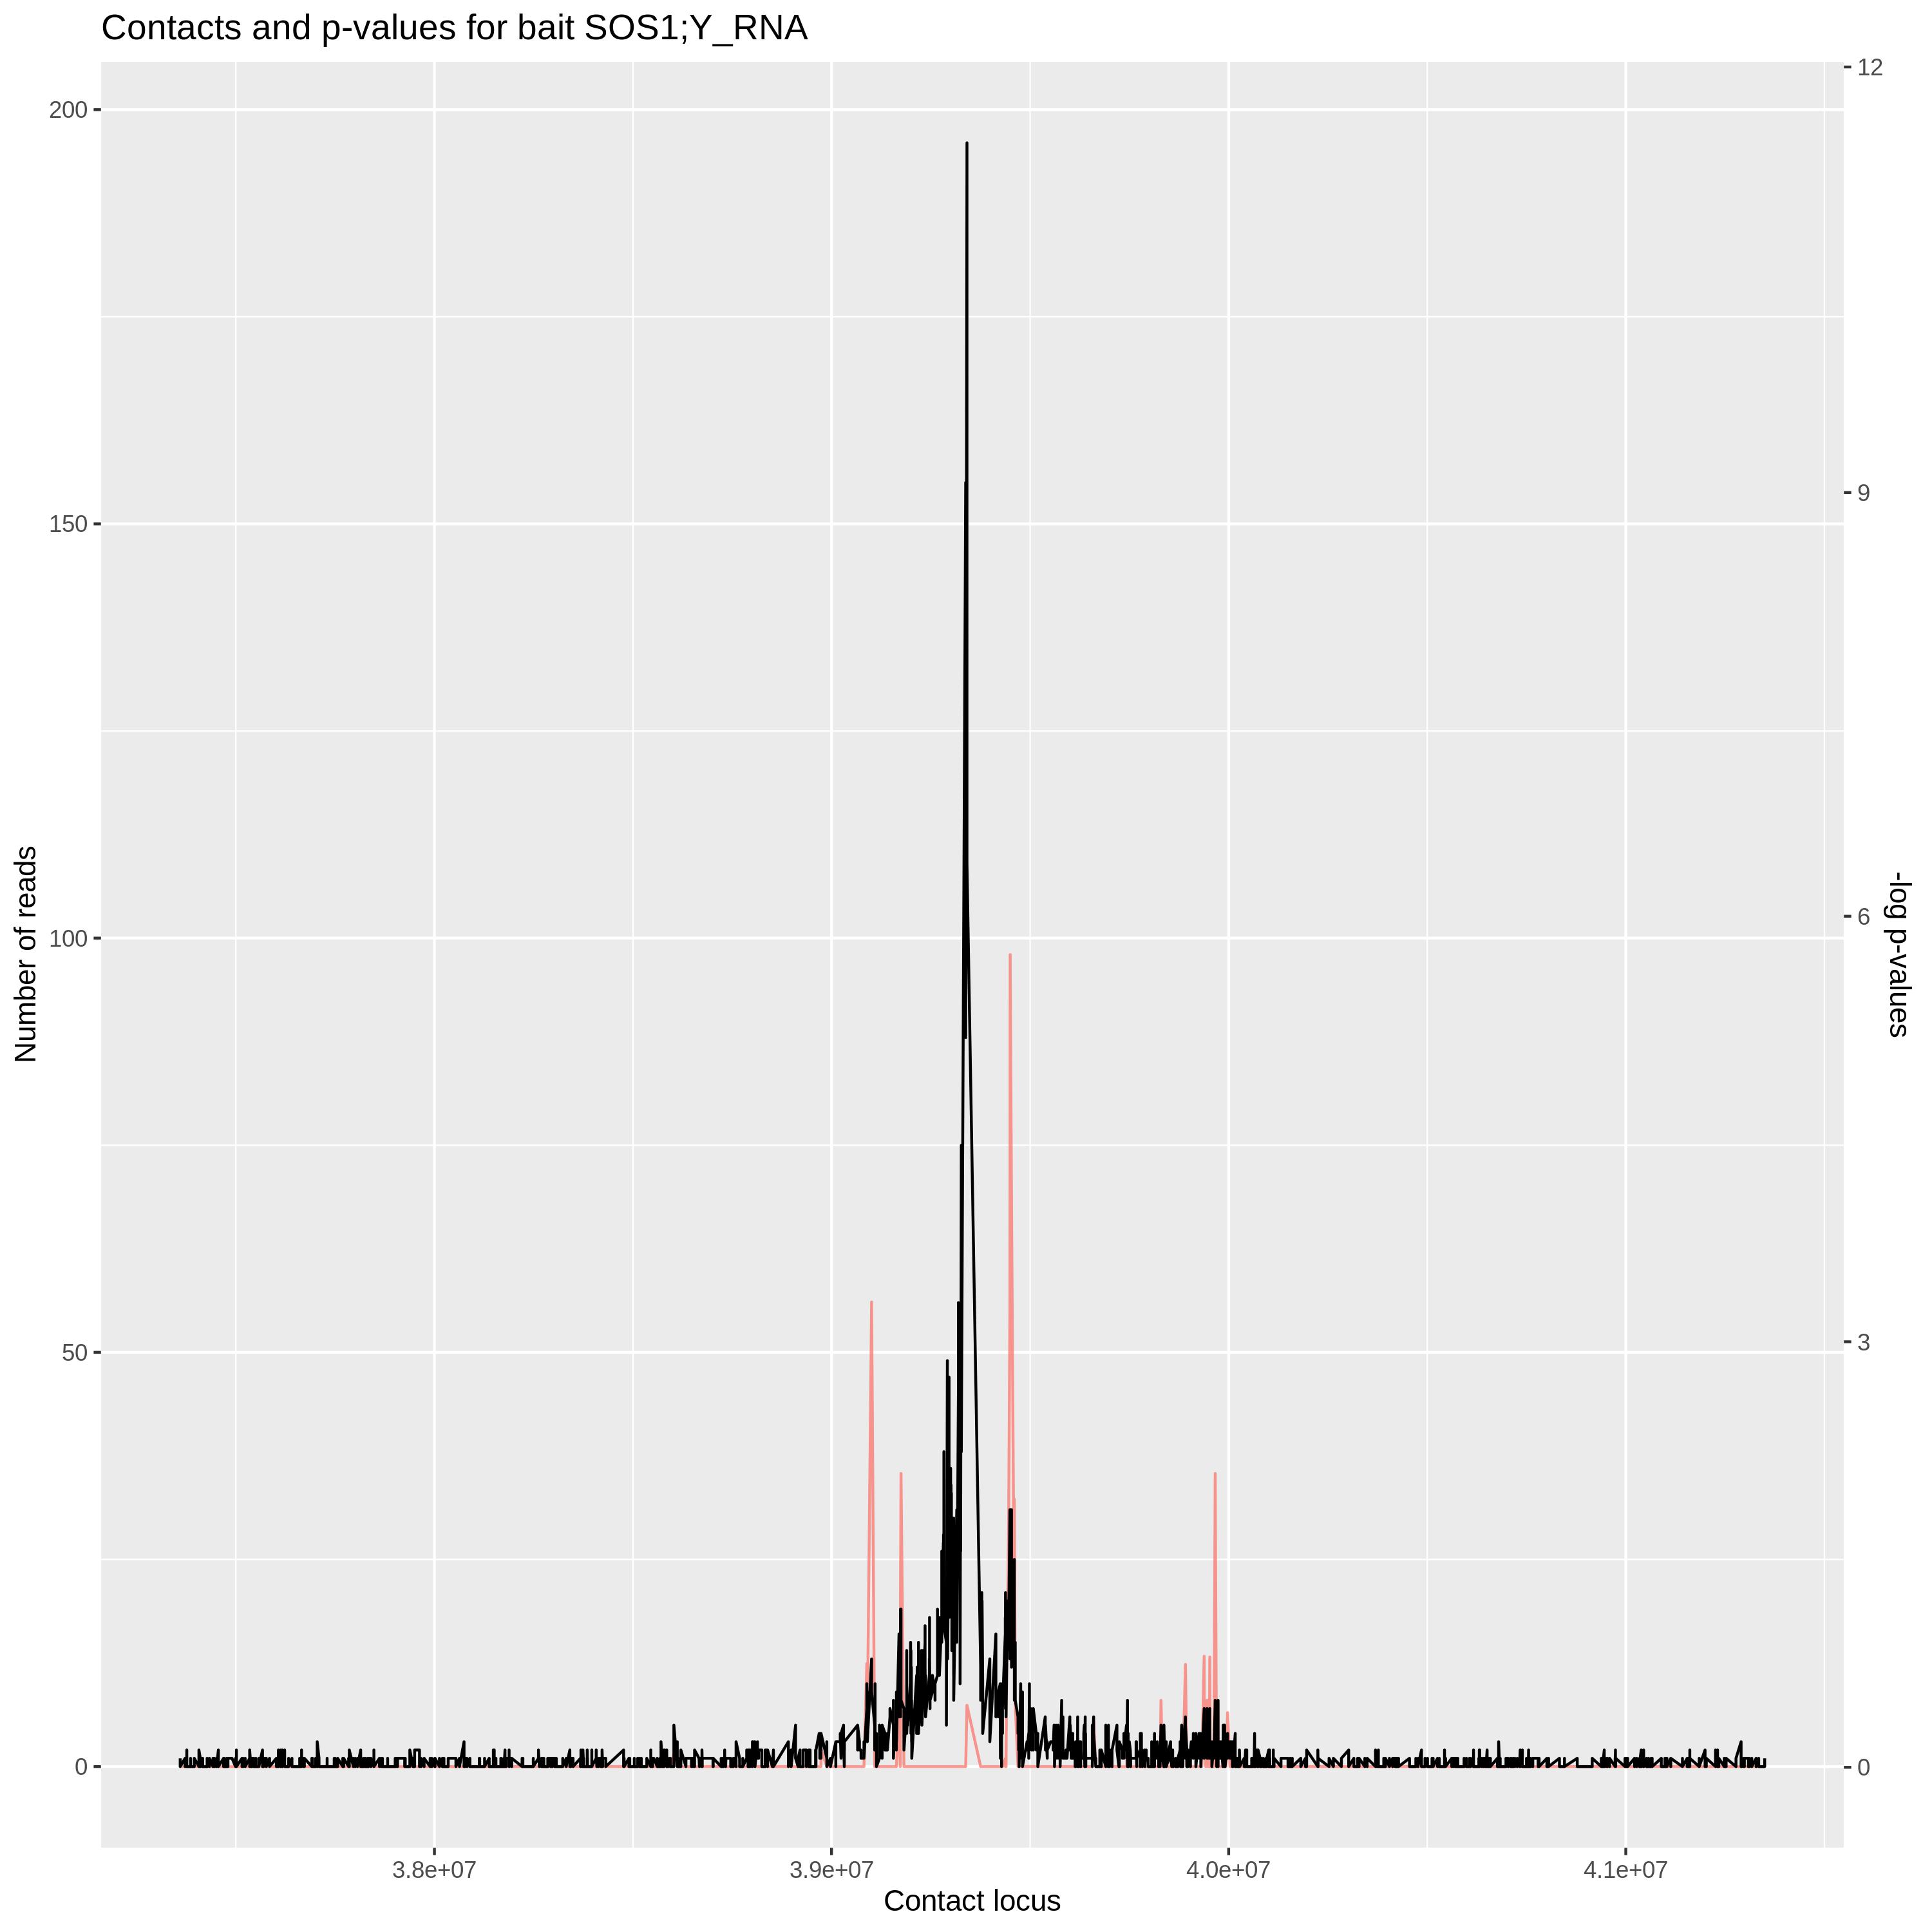 Contacts and p-values for bait SOS1;Y_RNA
200
150
100
50
0
Number of reads
12
9
6
3
0
-log p-values
3.8e+07
3.9e+07
4.0e+07
4.1e+07
Contact locus